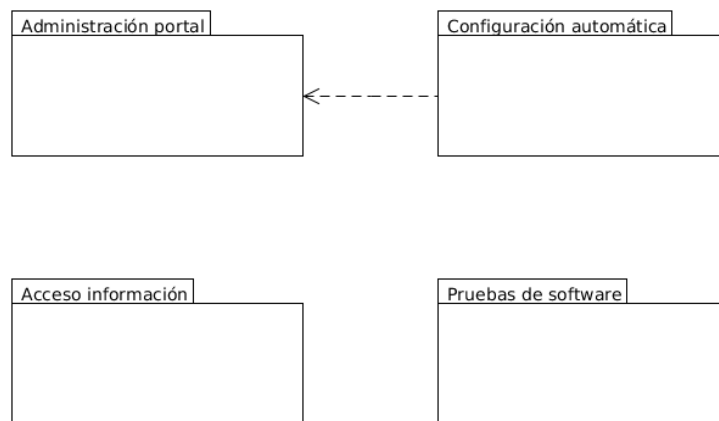 Administración portal
Configuración automática
Acceso información
Pruebas de software